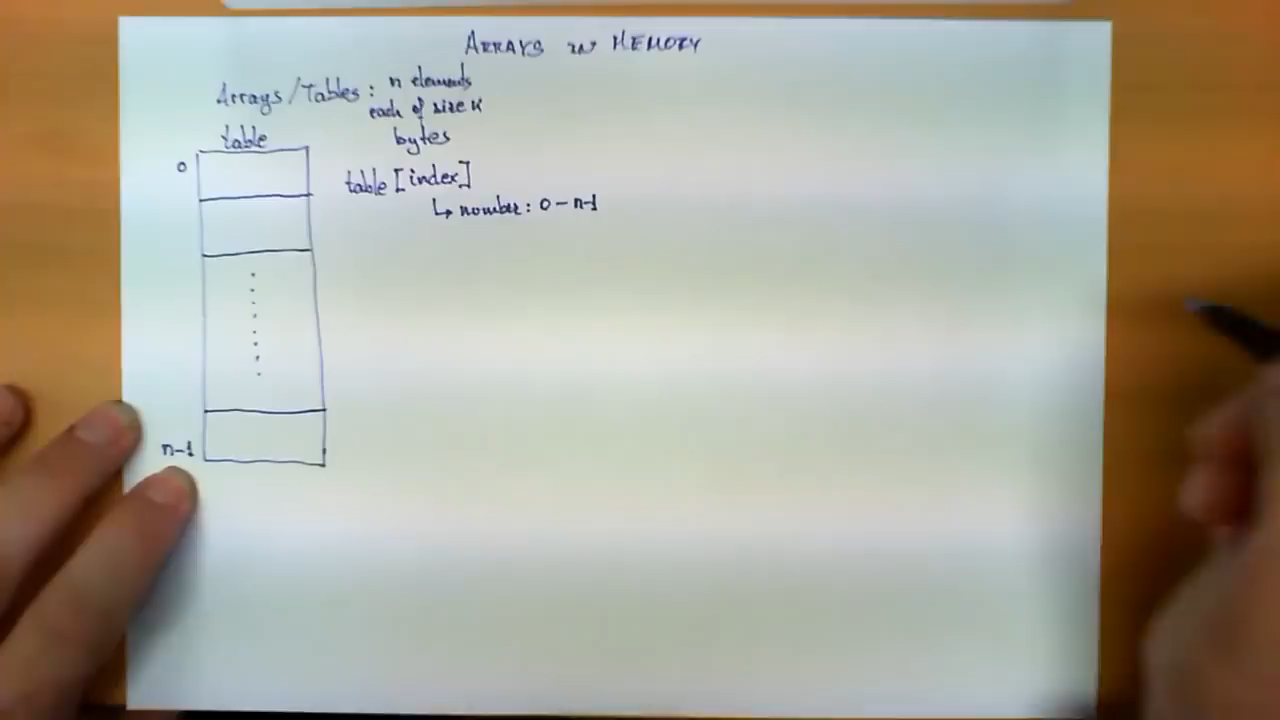 ARRAYS IN MEMORY
Arrays/Tables: n elements
each of size k
bytes
table
0
table [index]
↳ number: 0-n-1
n-1